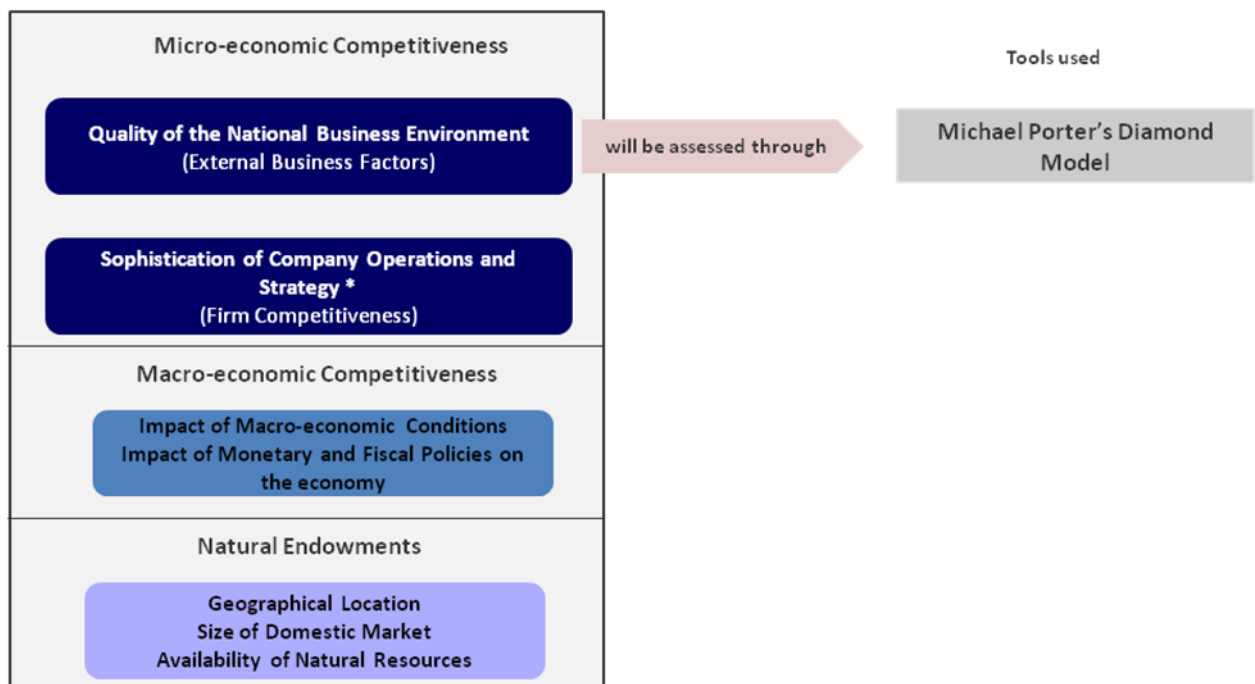 Micro-economic Competitiveness
Tools used
Quality of the National Business Environment
(External Business Factors)
will be assessed through
Michael Porter's Diamond
Model
Sophistication of Company Operations and
Strategy *
(Firm Competitiveness)
Macro-economic Competitiveness
Impact of Macro-economic Conditions
Impact of Monetary and Fiscal Policies on
the economy
Natural Endowments
Geographical Location
Size of Domestic Market
Availability of Natural Resources